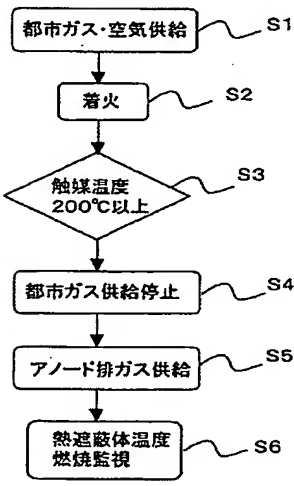 都市ガス・空気供給
S1
着火
S2
触媒温度
200℃以上
S3
都市ガス供給停止
S4
アノード排ガス供給
S5
熱遮蔽体温度
燃焼監視
S6